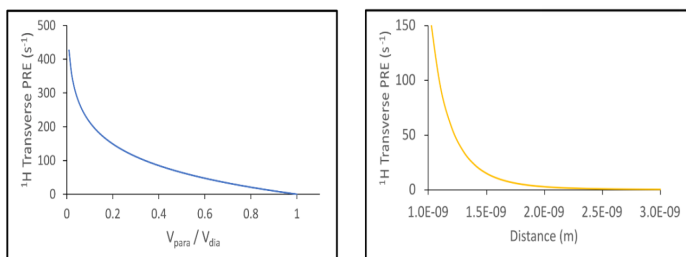 ¹H Transverse PRE (s⁻¹)
500
400
300
200
100
0
0
0.2
0.4
0.6
0.8
1
V_para / V_dia
¹H Transverse PRE (s⁻¹)
150
100
50
0
1.0E-09
1.5E-09
2.0E-09
2.5E-09
3.0E-09
Distance (m)